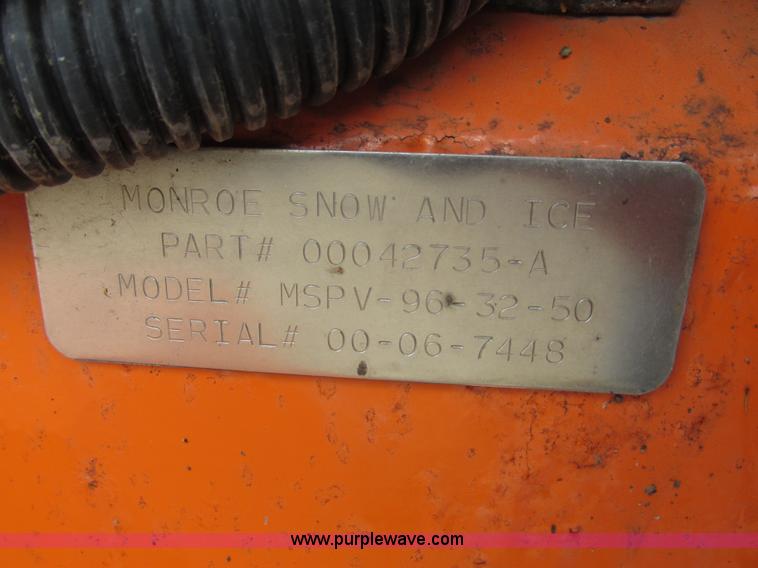 MONROE SNOW AND ICE
PART# 00042735-A
MODEL# MSPV-96-32-50
SERIAL# 00-06-7448
www.purplewave.com